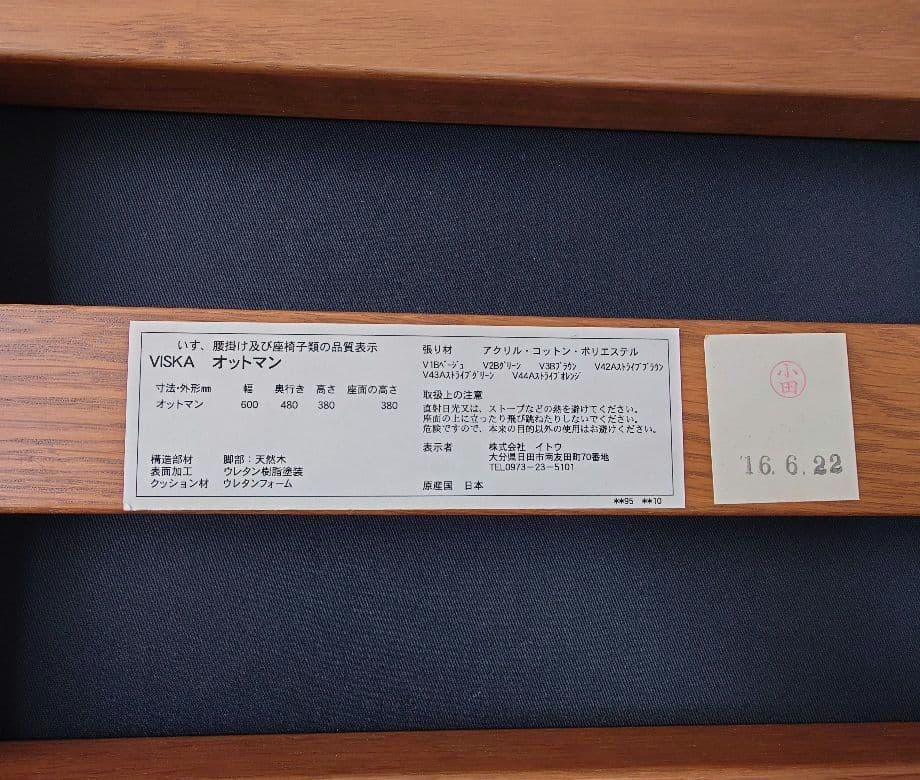 いす、腰掛け及び座椅子類の品質表示
VISKA オットマン
寸法・外形㎜ 幅 奥行き 高さ 座面の高さ
オットマン 600 480 380 380
構造部材 脚部：天然木
表面加工 ウレタン樹脂塗装
クッション材 ウレタンフォーム
張り材 アクリル・コットン・ポリエステル
V1Bﾍﾞｰｼﾞｭ V2Bｸﾞﾘｰﾝ V3Bﾌﾞﾗｳﾝ V42Aｽﾄﾗｲﾌﾟﾌﾞﾗｳﾝ
V43Aｽﾄﾗｲﾌﾟｸﾞﾘｰﾝ V44Aｽﾄﾗｲﾌﾟｵﾚﾝｼﾞ
取扱上の注意
直射日光又は、ストーブなどの熱を避けてください。
座面の上に立ったり飛び跳ねたりしないでください。
危険ですので、本来の目的以外の使用はお避けください。
表示者 株式会社 イトウ
大分県日田市南友田町70番地
TEL0973－23－5101
原産国 日本
**95 **10
小田
'16.6.22